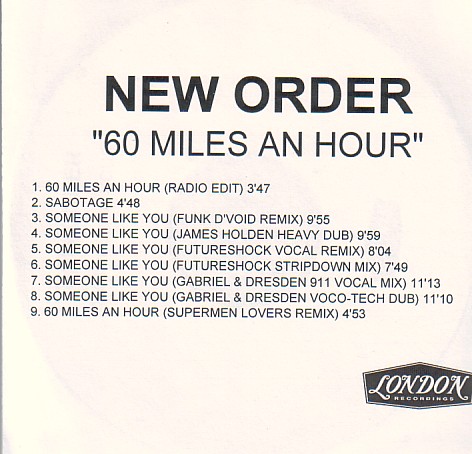 NEW ORDER
"60 MILES AN HOUR"
1. 60 MILES AN HOUR (RADIO EDIT) 3'47
2. SABOTAGE 4'48
3. SOMEONE LIKE YOU (FUNK D'VOID REMIX) 9'55
4. SOMEONE LIKE YOU (JAMES HOLDEN HEAVY DUB) 9'59
5. SOMEONE LIKE YOU (FUTURESHOCK VOCAL REMIX) 8'04
6. SOMEONE LIKE YOU (FUTURESHOCK STRIPDOWN MIX) 7'49
7. SOMEONE LIKE YOU (GABRIEL & DRESDEN 911 VOCAL MIX) 11'13
8. SOMEONE LIKE YOU (GABRIEL & DRESDEN VOCO-TECH DUB) 11'10
9. 60 MILES AN HOUR (SUPERMEN LOVERS REMIX) 4'53
LONDON
RECORDINGS